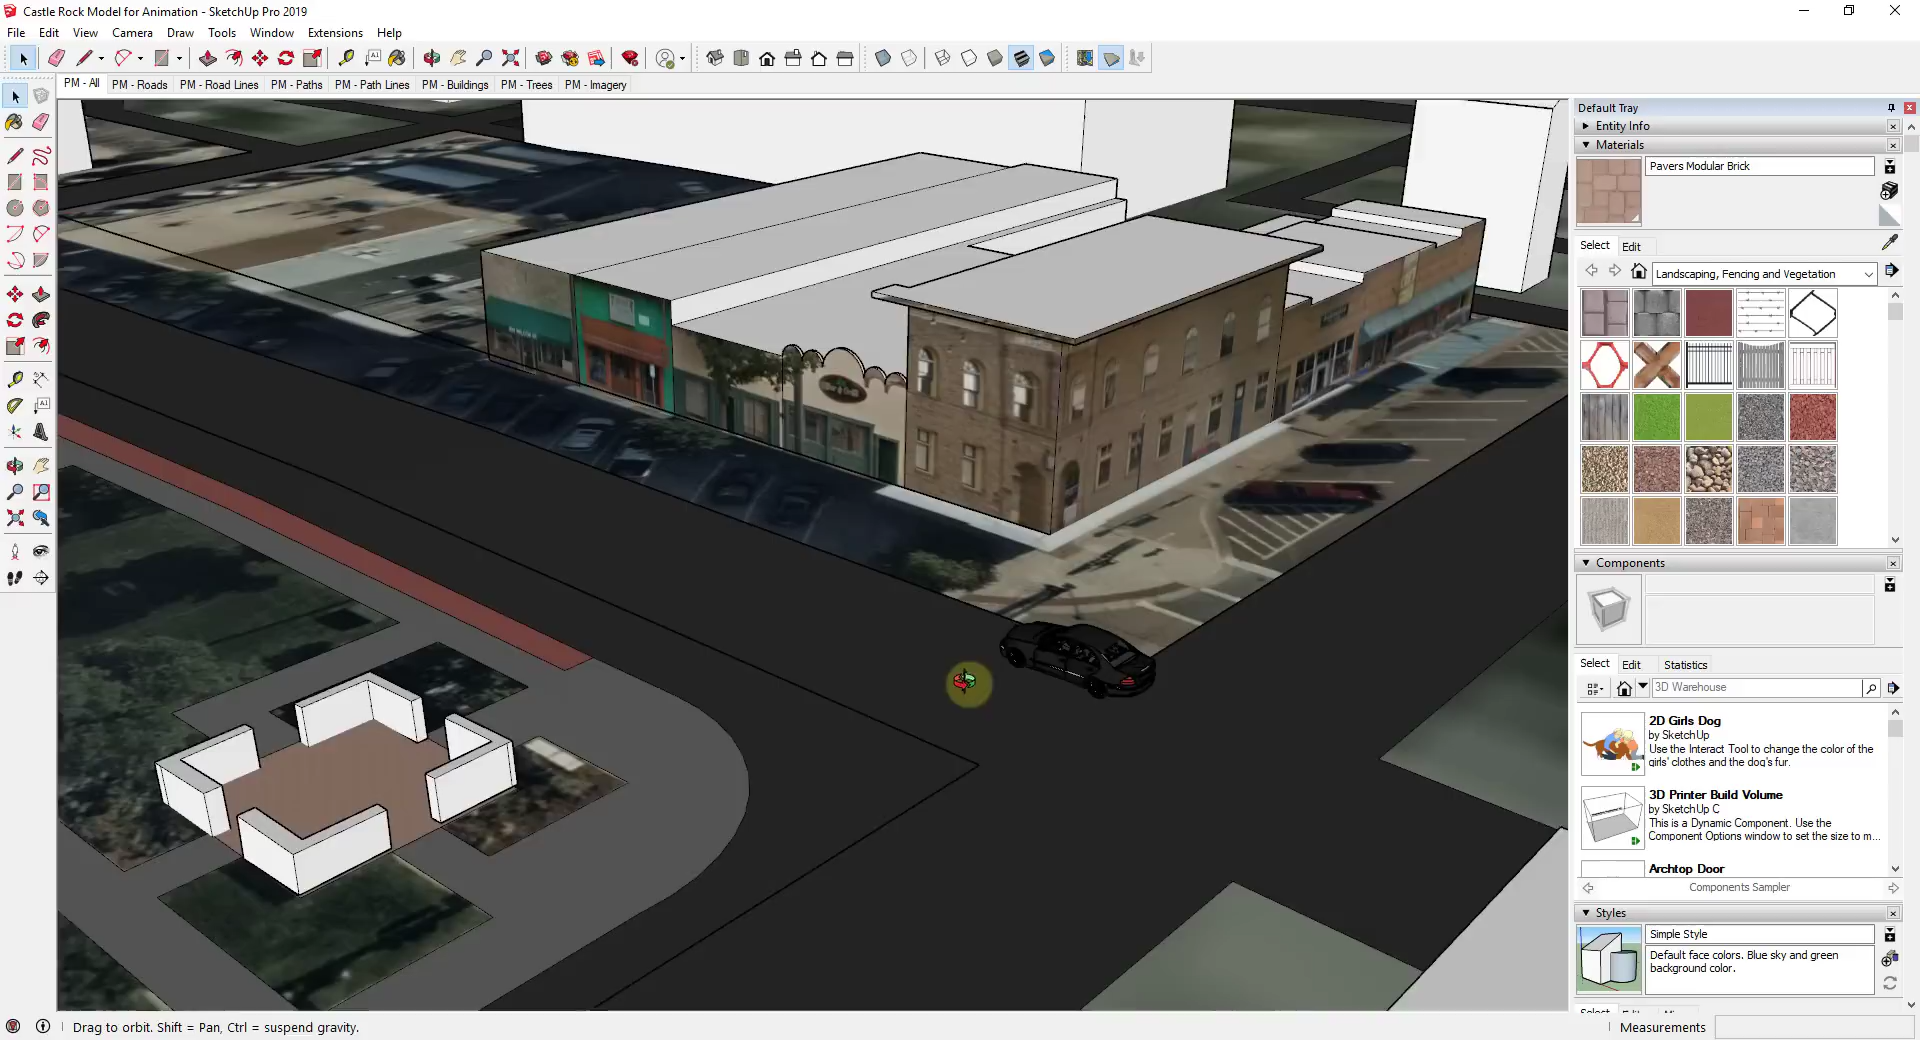 Castle Rock Model for Animation - SketchUp Pro 2019
File Edit View Camera Draw Tools Window Extensions Help
PM - All PM - Roads PM - Road Lines PM - Paths PM - Path Lines PM - Buildings PM - Trees PM - Imagery
Default Tray
Entity Info
Materials
Pavers Modular Brick
Select Edit
Landscaping, Fencing and Vegetation
Components
Select Edit Statistics
3D Warehouse
2D Girls Dog
by SketchUp
Use the Interact Tool to change the color of the
girls' clothes and the dog's fur.
3D Printer Build Volume
by SketchUp C
This is a Dynamic Component. Use the
Component Options window to set the size to m...
Archtop Door
Components Sampler
Styles
Simple Style
Default face colors. Blue sky and green
background color.
Drag to orbit. Shift = Pan, Ctrl = suspend gravity.
Measurements